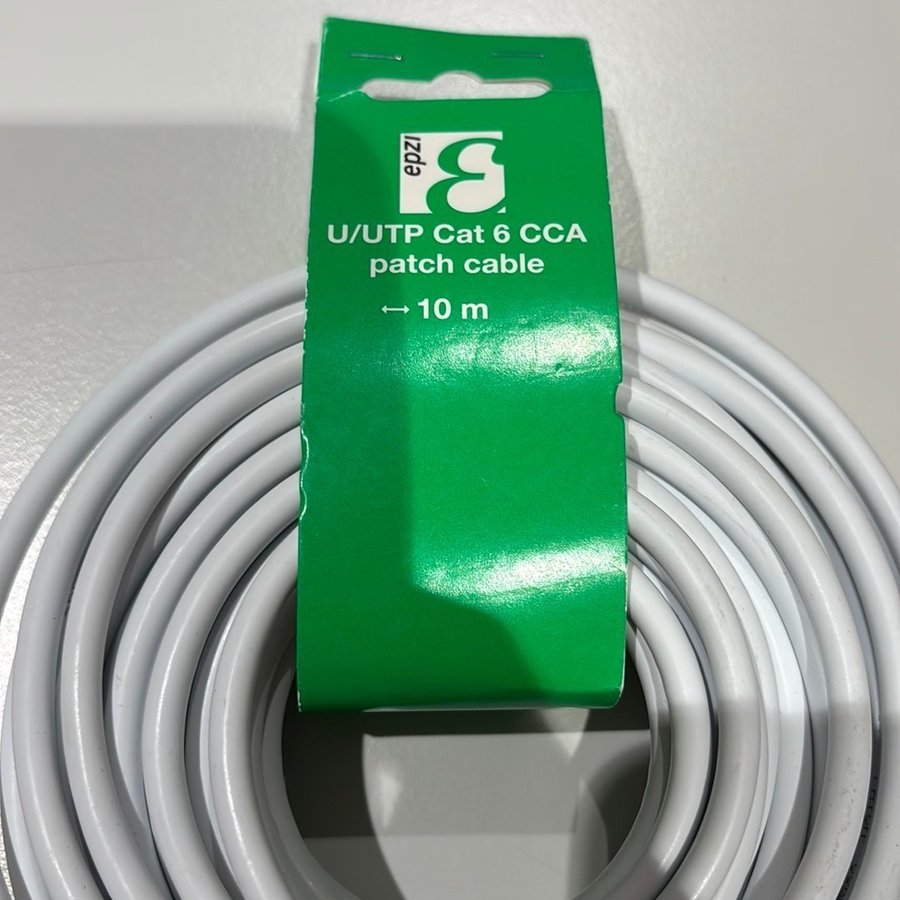 epzi
U/UTP Cat 6 CCA
patch cable
↔ 10 m